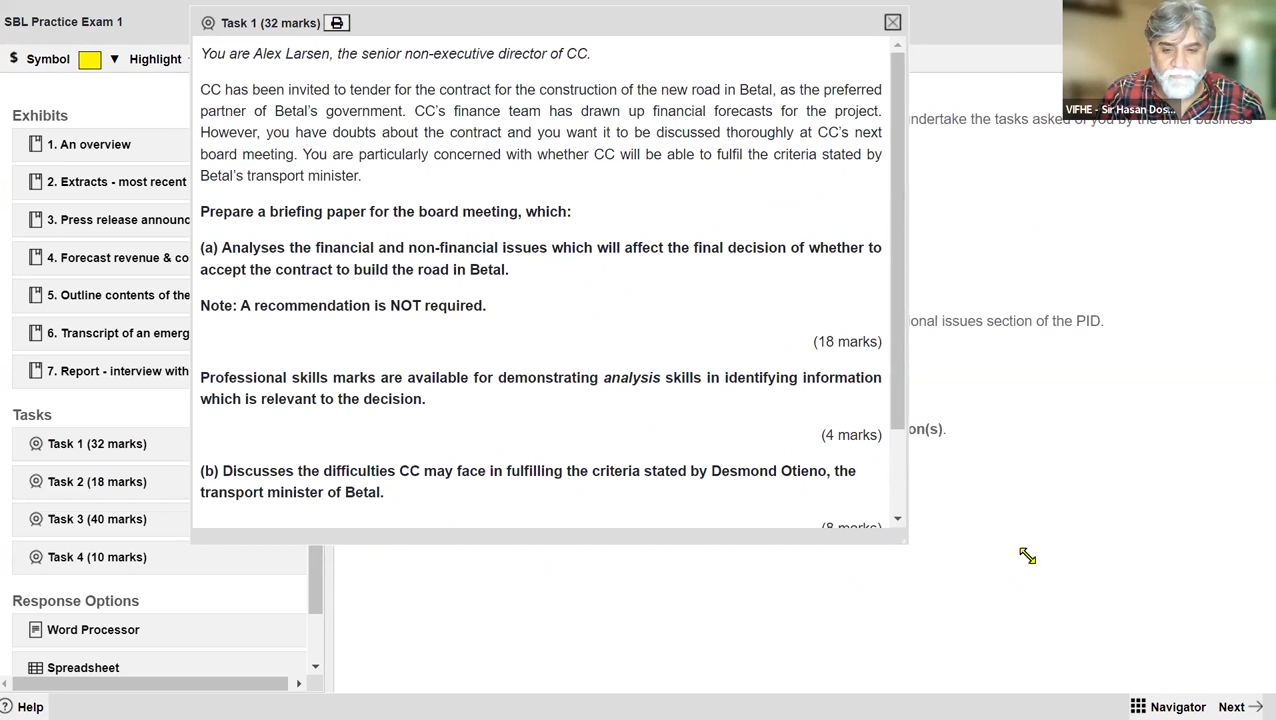 SBL Practice Exam 1
$ Symbol
Highlight
Exhibits
1. An overview
2. Extracts - most recent
3. Press release announc
4. Forecast revenue & co
5. Outline contents of the
6. Transcript of an emerg
7. Report - interview with
Tasks
Task 1 (32 marks)
Task 2 (18 marks)
Task 3 (40 marks)
Task 4 (10 marks)
Response Options
Word Processor
Spreadsheet
Help
Task 1 (32 marks)
You are Alex Larsen, the senior non-executive director of CC.
CC has been invited to tender for the contract for the construction of the new road in Betal, as the preferred
partner of Betal's government. CC's finance team has drawn up financial forecasts for the project.
However, you have doubts about the contract and you want it to be discussed thoroughly at CC's next
board meeting. You are particularly concerned with whether CC will be able to fulfil the criteria stated by
Betal's transport minister.
Prepare a briefing paper for the board meeting, which:
(a) Analyses the financial and non-financial issues which will affect the final decision of whether to
accept the contract to build the road in Betal.
Note: A recommendation is NOT required.
(18 marks)
Professional skills marks are available for demonstrating analysis skills in identifying information
which is relevant to the decision.
(4 marks)
(b) Discusses the difficulties CC may face in fulfilling the criteria stated by Desmond Otieno, the
transport minister of Betal.
(8 marks)
VIFHE - Sir Hasan Dos...
undertake the tasks asked of you by the chief business
ional issues section of the PID.
on(s).
Navigator
Next